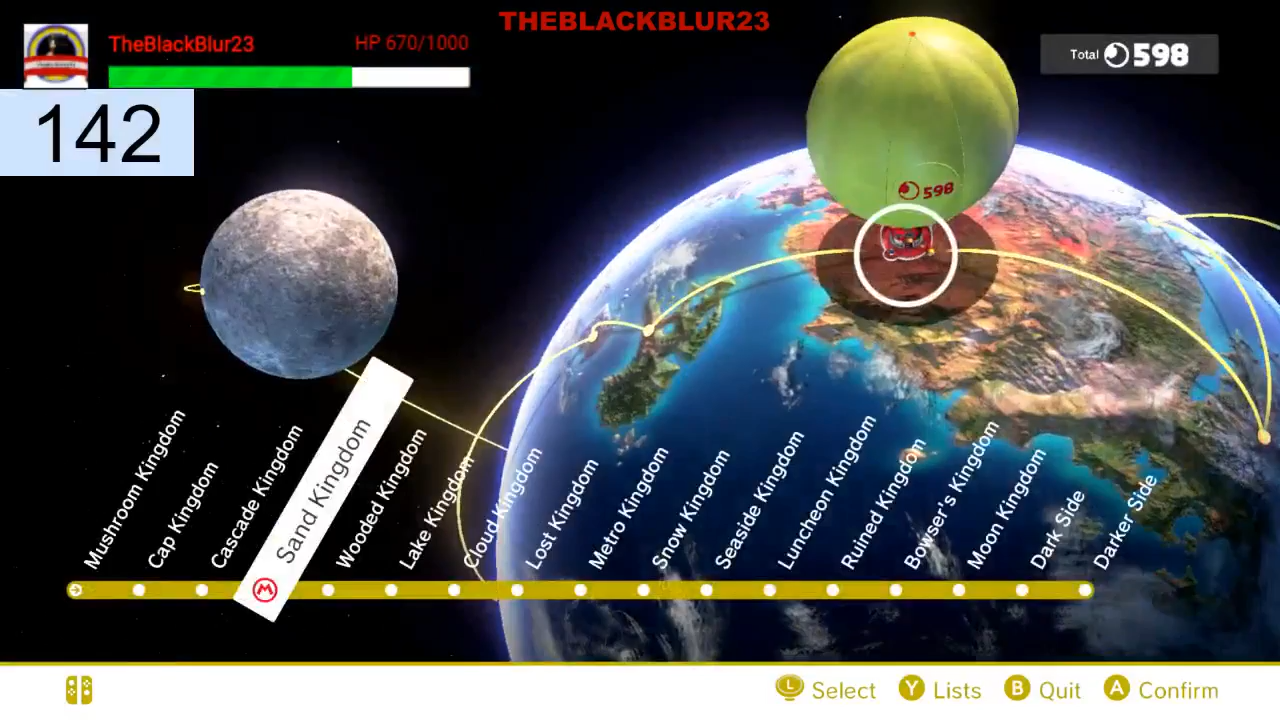 THEBLACKBLUR23
TheBlackBlur23
HP 670/1000
142
Total 598
598
Mushroom Kingdom
Cap Kingdom
Cascade Kingdom
Sand Kingdom
Wooded Kingdom
Lake Kingdom
Cloud Kingdom
Lost Kingdom
Metro Kingdom
Snow Kingdom
Seaside Kingdom
Luncheon Kingdom
Ruined Kingdom
Bowser's Kingdom
Moon Kingdom
Dark Side
Darker Side
L Select
Y Lists
B Quit
A Confirm